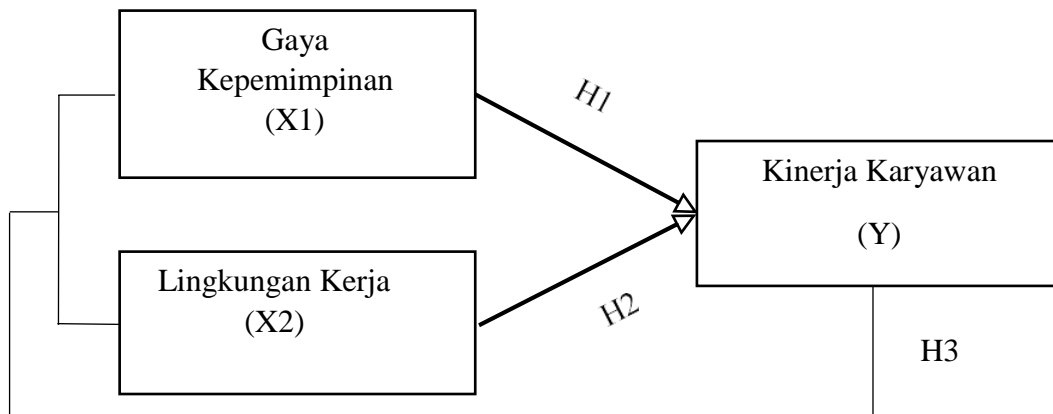 Gaya
Kepemimpinan
(X1)
H1
Kinerja Karyawan
(Y)
Lingkungan Kerja
(X2)
H2
H3